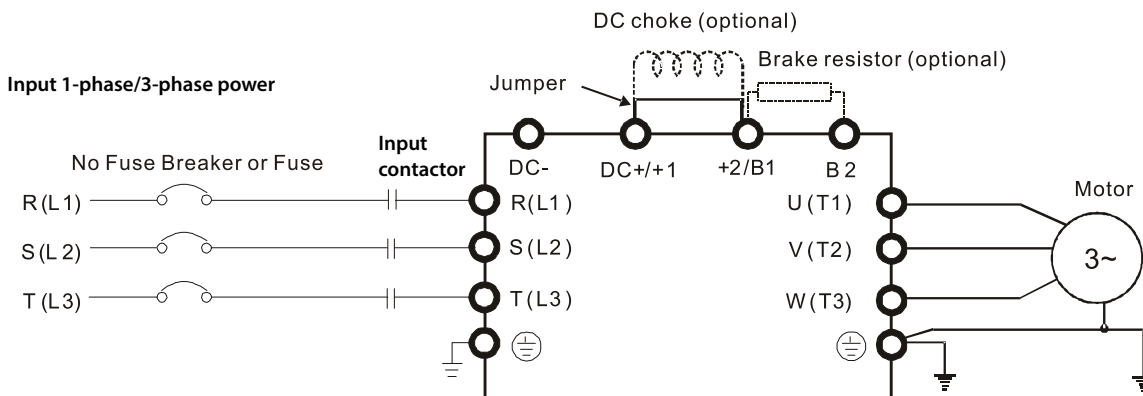 DC choke (optional)
Brake resistor (optional)
Input 1-phase/3-phase power
Jumper
No Fuse Breaker or Fuse
Input
contactor
DC-
DC+/+1
+2/B1
B2
Motor
R(L1)
R(L1)
U(T1)
S(L2)
S(L2)
V(T2)
3~
T(L3)
T(L3)
W(T3)